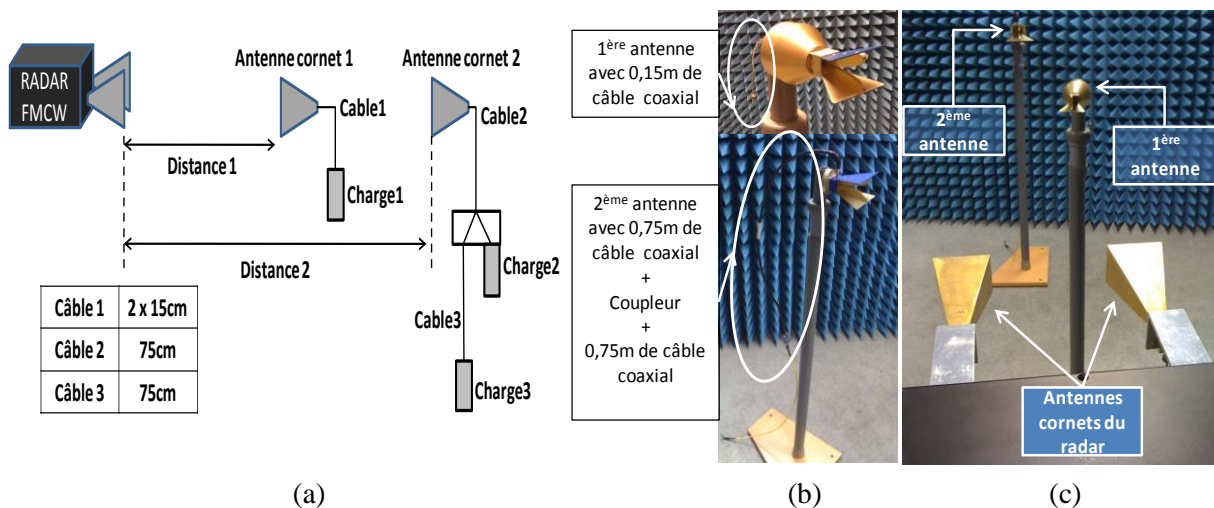 RADAR
FMCW
Antenne cornet 1
Antenne cornet 2
Cable1
Cable2
Distance 1
Charge1
Distance 2
Charge2
Cable3
Charge3
Câble 1 2 x 15cm
Câble 2 75cm
Câble 3 75cm
(a)
1ère antenne
avec 0,15m de
câble coaxial
2ème antenne
avec 0,75m de
câble coaxial
+
Coupleur
+
0,75m de câble
coaxial
(b)
2ème
antenne
1ère
antenne
Antennes
cornets du
radar
(c)